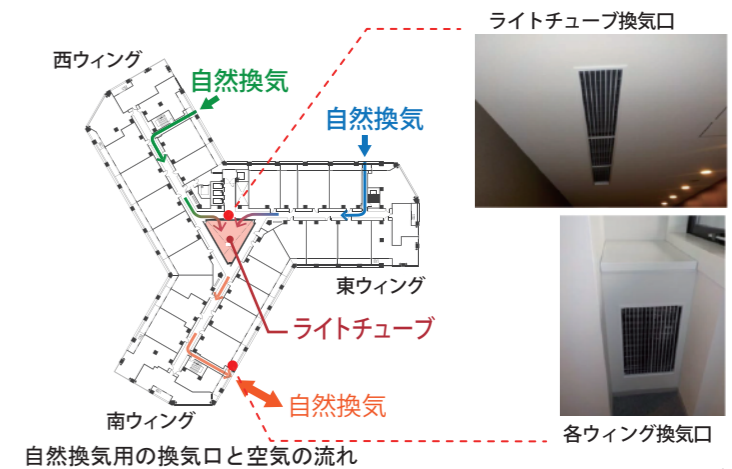 ライトチューブ換気口
西ウィング
自然換気
自然換気
東ウィング
ライトチューブ
自然換気
南ウィング
各ウィング換気口
自然換気用の換気口と空気の流れ